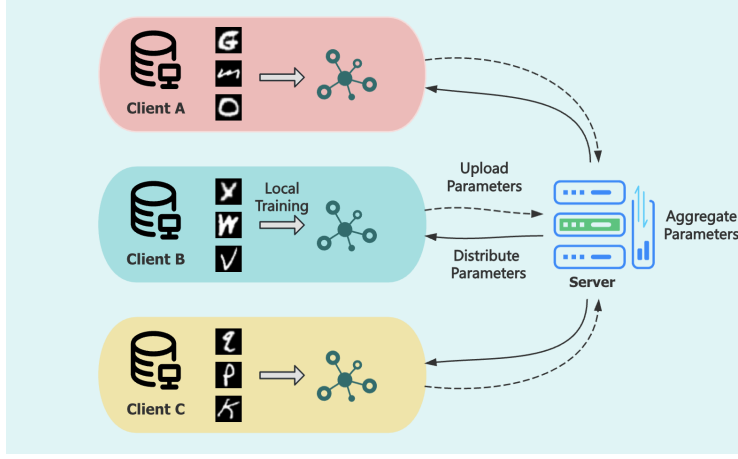 G
m
O
Client A
X
W
V
Local
Training
Client B
Upload
Parameters
Distribute
Parameters
Aggregate
Parameters
Server
q
P
K
Client C